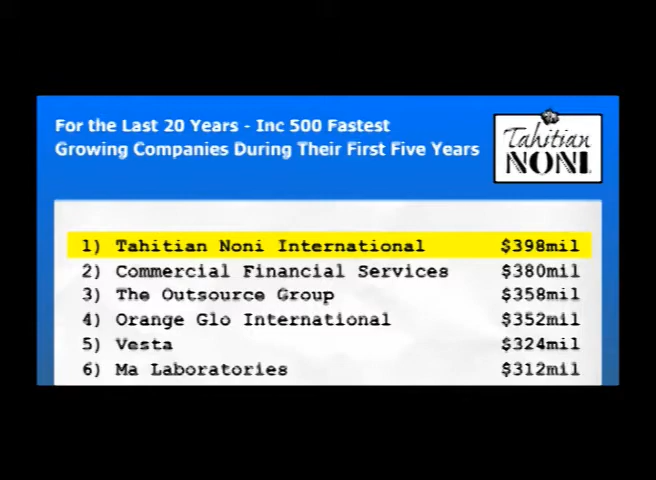 For the Last 20 Years - Inc 500 Fastest
Growing Companies During Their First Five Years
Tahitian
NONI
1) Tahitian Noni International $398mil
2) Commercial Financial Services $380mil
3) The Outsource Group $358mil
4) Orange Glo International $352mil
5) Vesta $324mil
6) Ma Laboratories $312mil